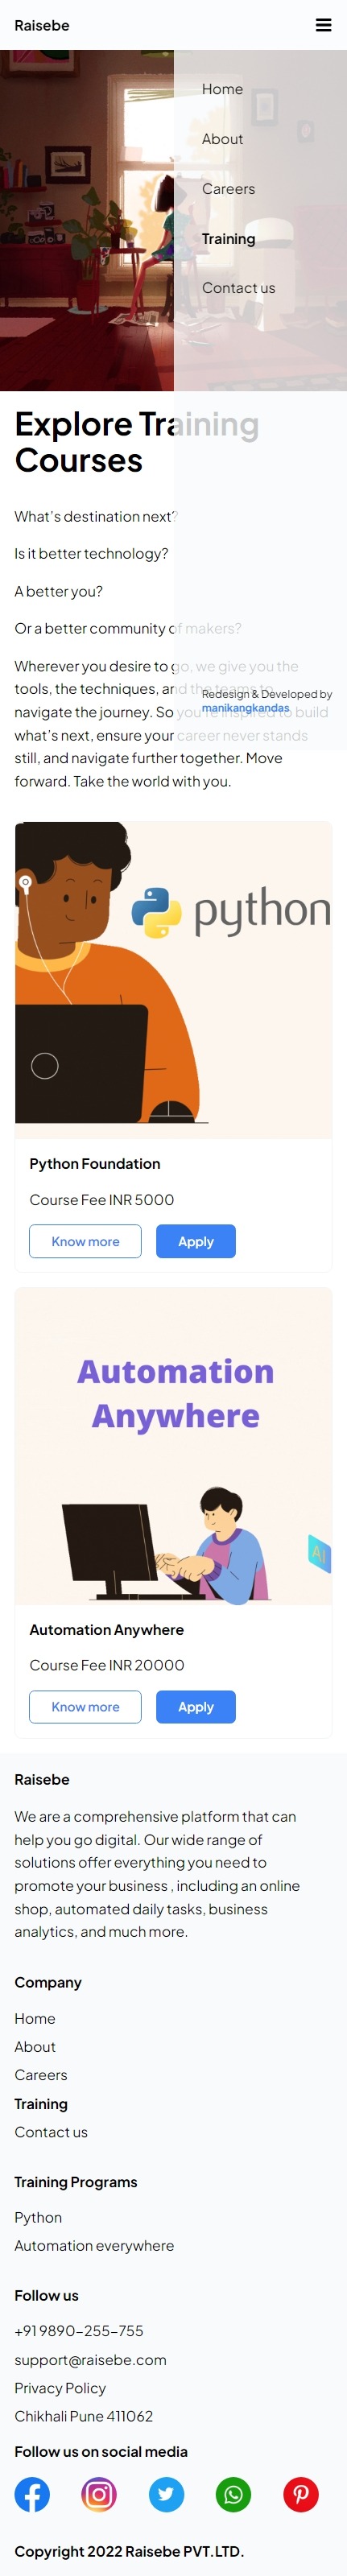 Raisebe
Home
About
Careers
Training
Contact us
Explore Training
Courses
What's destination next?
Is it better technology?
A better you?
Or a better community of makers?
Wherever you desire to go, we give you the
tools, the techniques, and the teams to
navigate the journey. So you're inspired to build
what's next, ensure your career never stands
still, and navigate further together. Move
forward. Take the world with you.
Redesign & Developed by
manikangkandas
python
Python Foundation
Course Fee INR 5000
Know more
Apply
Automation
Anywhere
Ai
Automation Anywhere
Course Fee INR 20000
Know more
Apply
Raisebe
We are a comprehensive platform that can
help you go digital. Our wide range of
solutions offer everything you need to
promote your business , including an online
shop, automated daily tasks, business
analytics, and much more.
Company
Home
About
Careers
Training
Contact us
Training Programs
Python
Automation everywhere
Follow us
+91 9890-255-755
support@raisebe.com
Privacy Policy
Chikhali Pune 411062
Follow us on social media
Copyright 2022 Raisebe PVT.LTD.